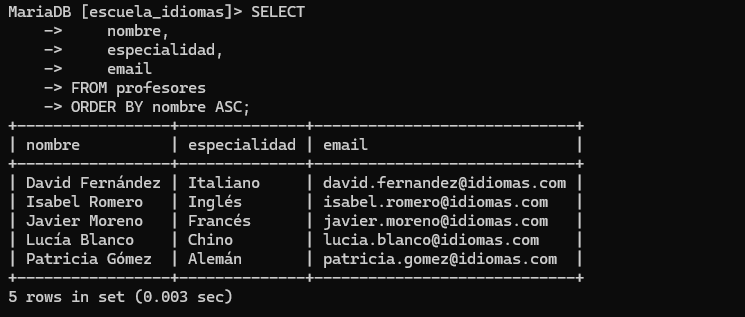 MariaDB [escuela_idiomas]> SELECT
    ->     nombre,
    ->     especialidad,
    ->     email
    -> FROM profesores
    -> ORDER BY nombre ASC;
+-----------------+--------------+-----------------------------+
| nombre          | especialidad | email                       |
+-----------------+--------------+-----------------------------+
| David Fernández | Italiano     | david.fernandez@idiomas.com |
| Isabel Romero   | Inglés       | isabel.romero@idiomas.com   |
| Javier Moreno   | Francés      | javier.moreno@idiomas.com   |
| Lucía Blanco    | Chino        | lucia.blanco@idiomas.com    |
| Patricia Gómez  | Alemán       | patricia.gomez@idiomas.com  |
+-----------------+--------------+-----------------------------+
5 rows in set (0.003 sec)